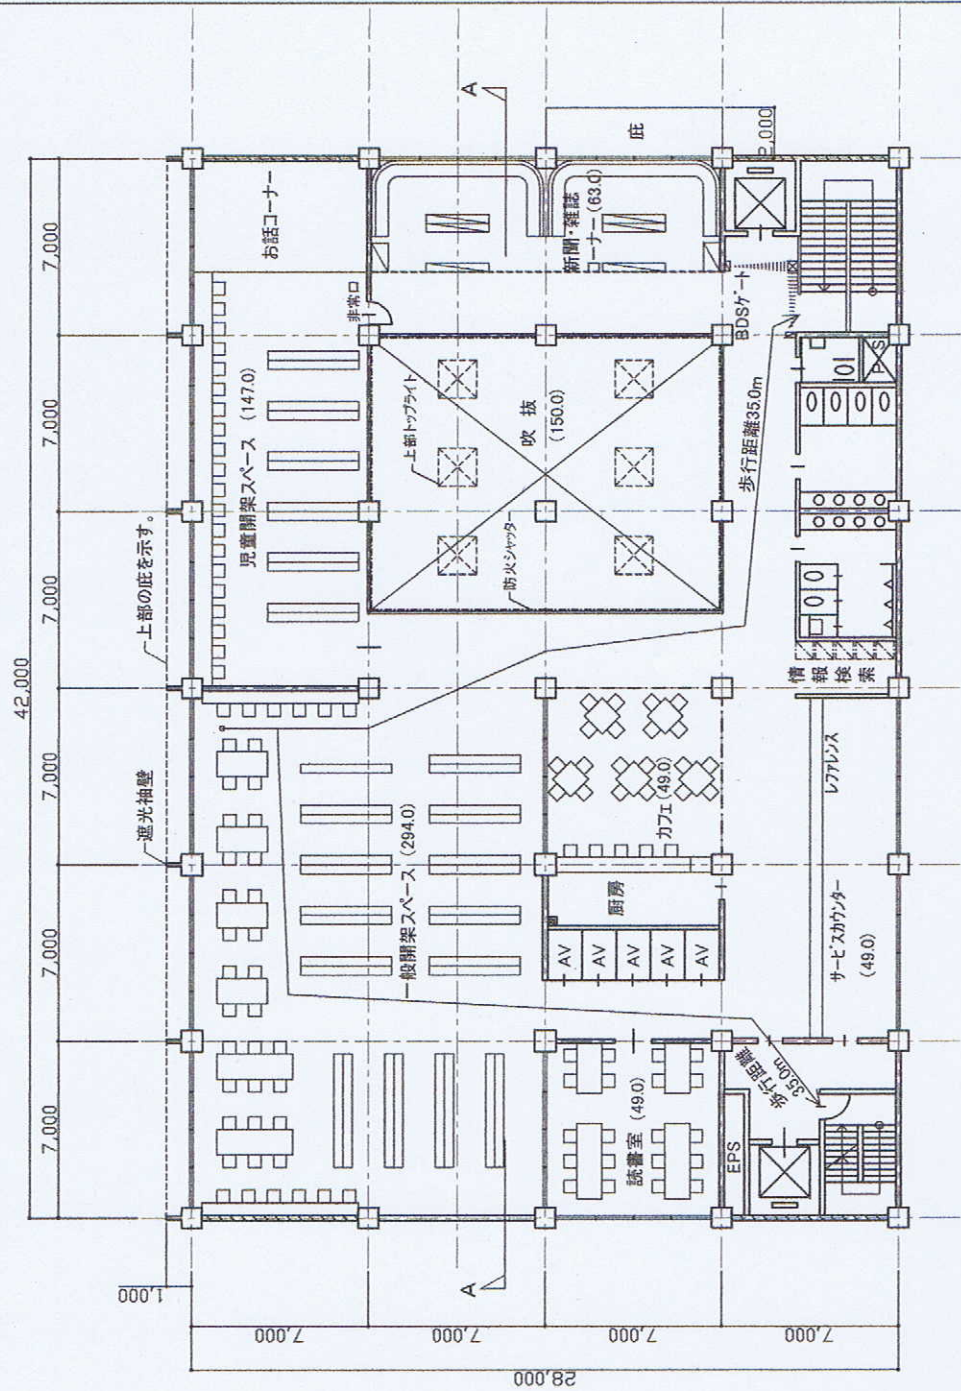 42,000
7,000
7,000
7,000
7,000
7,000
7,000
遮光袖壁
上部の庇を示す。
1,000
7,000
7,000
7,000
7,000
28,000
児童開架スペース (147.0)
お話コーナー
非常口
一般開架スペース (294.0)
上部トップライト
吹抜
(150.0)
防火シャッター
新聞・雑誌
ーナー(63.0)
庇
A
A
読書室 (49.0)
AV
AV
AV
AV
AV
厨房
カフェ(49.0)
歩行距離35.0m
BDSゲート
EPS
歩行距離
35.0m
サービスカウンター
(49.0)
レファレンス
情報検索
PS
2,000